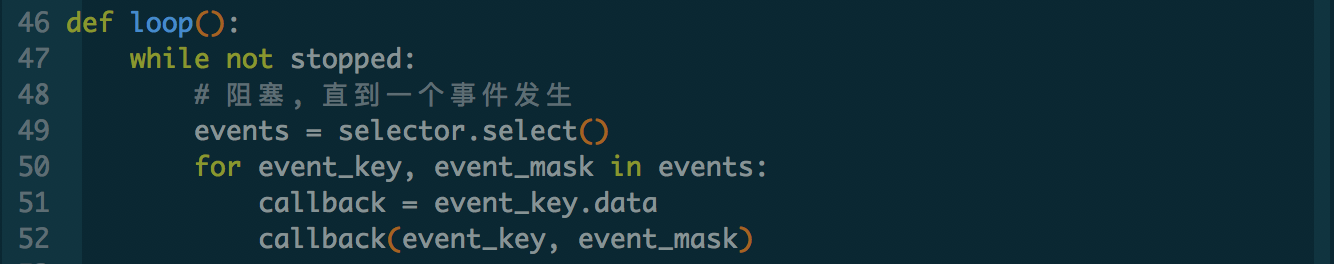 46 def loop():
47     while not stopped:
48         # 阻塞, 直到一个事件发生
49         events = selector.select()
50         for event_key, event_mask in events:
51             callback = event_key.data
52             callback(event_key, event_mask)